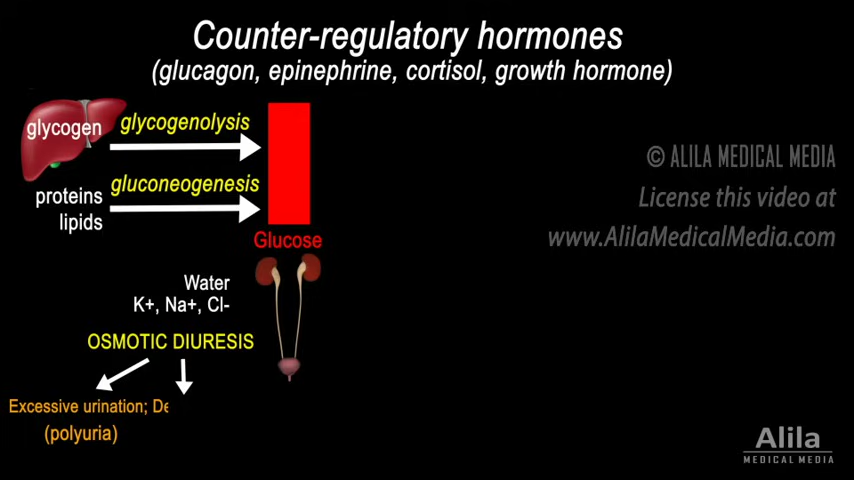 Counter-regulatory hormones
(glucagon, epinephrine, cortisol, growth hormone)
glycogen
glycogenolysis
proteins
lipids
gluconeogenesis
Glucose
Water
K+, Na+, Cl-
OSMOTIC DIURESIS
Excessive urination; De
(polyuria)
© ALILA MEDICAL MEDIA
License this video at
www.AlilaMedicalMedia.com
Alila
MEDICAL MEDIA